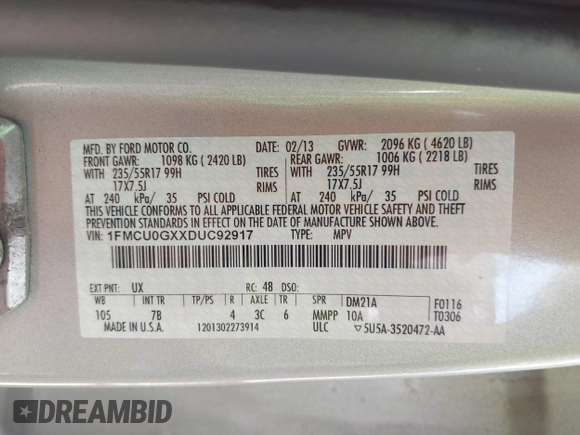 MFD. BY FORD MOTOR CO. DATE: 02/13 GVWR: 2096 KG ( 4620 LB)
FRONT GAWR: 1098 KG ( 2420 LB) REAR GAWR: 1006 KG ( 2218 LB)
235/55R17 99H TIRES 235/55R17 99H TIRES
17X7.5J RIMS 17X7.5J RIMS
AT 240 kPa/ 35 PSI COLD AT 240 kPa/ 35 PSI COLD
THIS VEHICLE CONFORMS TO ALL APPLICABLE FEDERAL MOTOR VEHICLE SAFETY AND THEFT
PREVENTION STANDARDS IN EFFECT ON THE DATE OF MANUFACTURE SHOWN ABOVE.
VIN: 1FMCU0GXXDUC92917 TYPE: MPV
EXT PNT: UX RC: 48 DSO:
WB INT TR TP/PS R AXLE TR SPR DM21A F0116
105 7B 4 3C 6 MMPP 10A T0306
MADE IN U.S.A. 1201302273914 ULC 5U5A-3520472-AA
DREAMBID